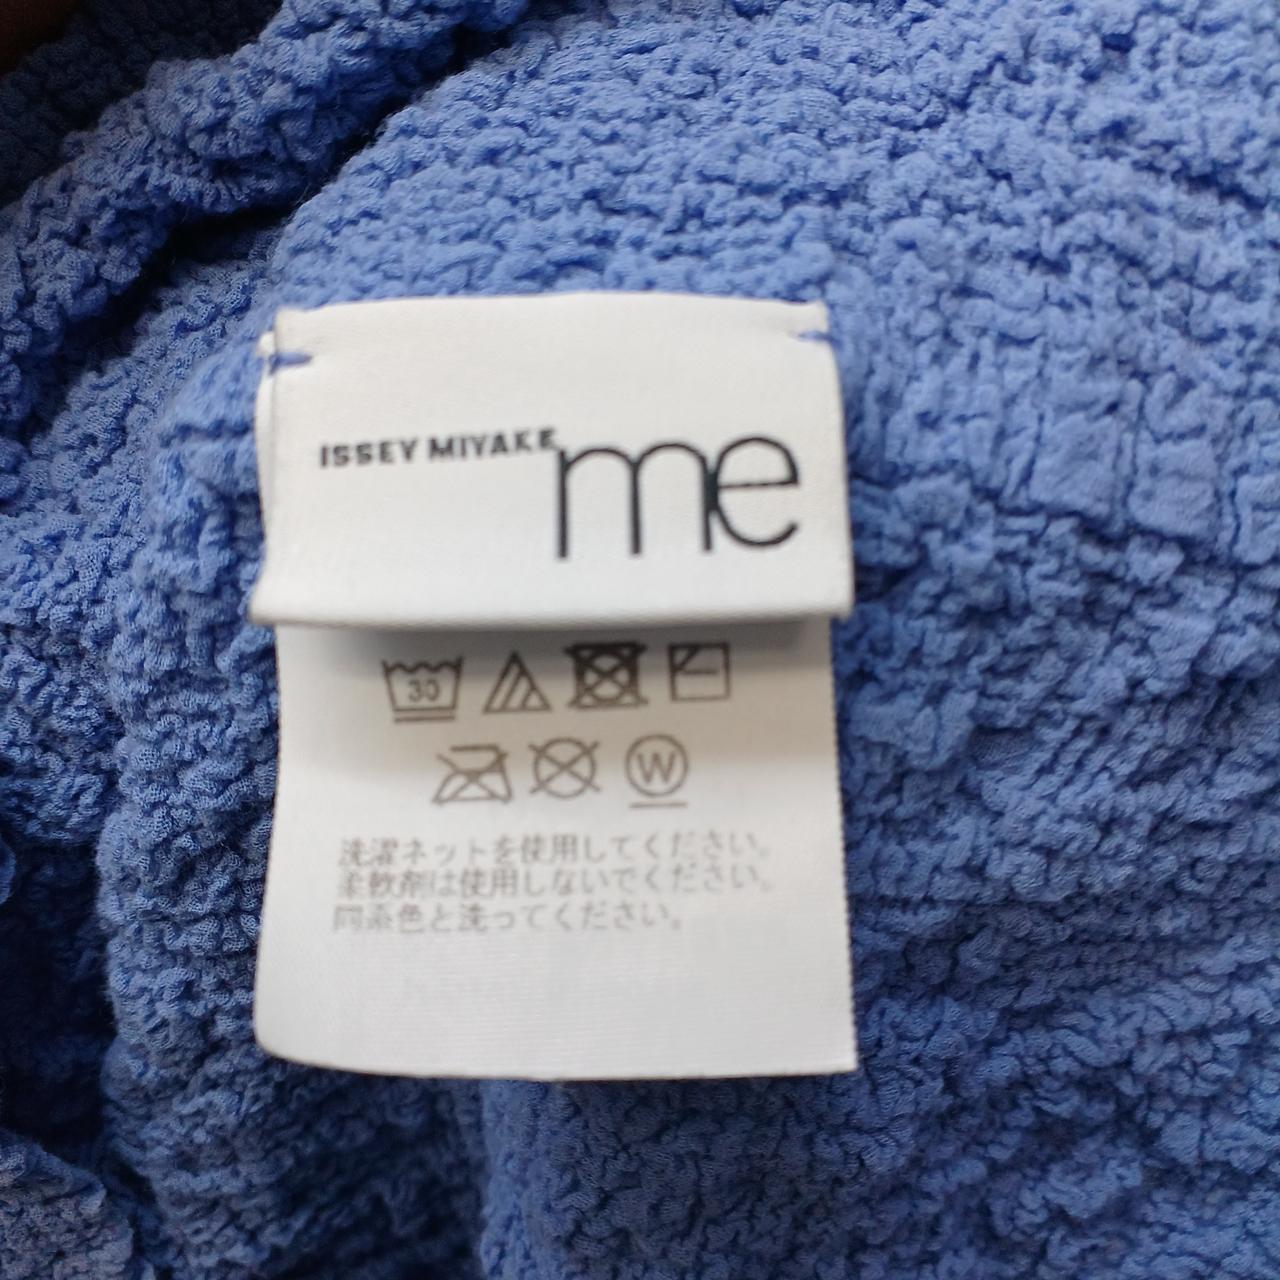 ISSEY MIYAKE me
30
W
洗濯ネットを使用してください。
柔軟剤は使用しないでください。
同系色と洗ってください。